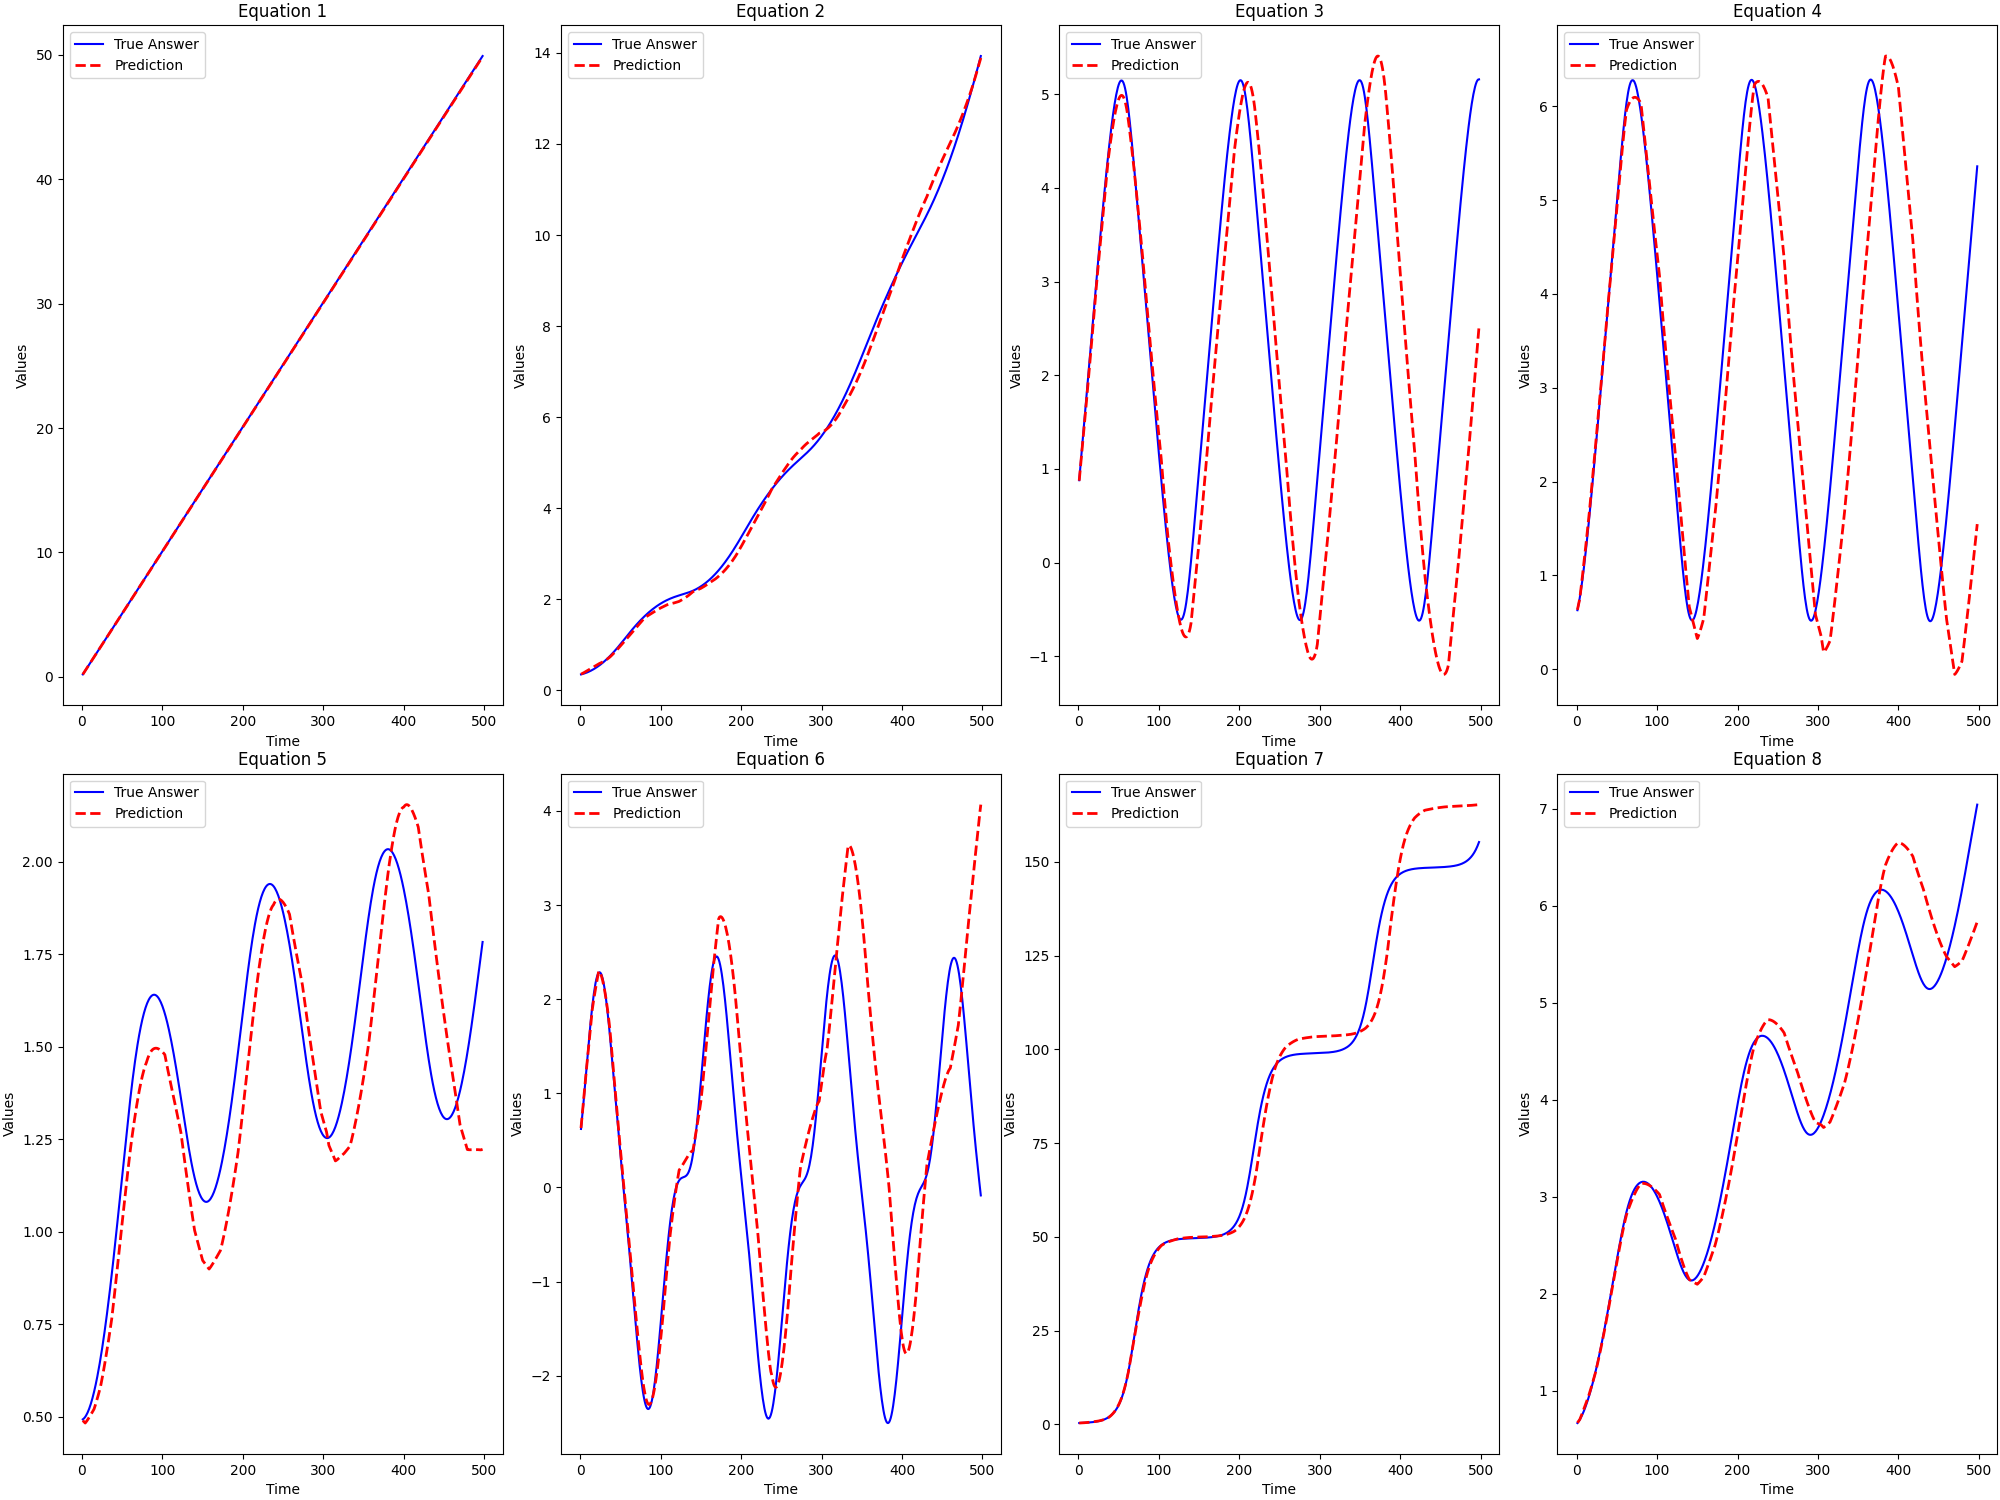 Equation 1
True Answer
Prediction
Values
50
40
30
20
10
0
0 100 200 300 400 500
Time
Equation 2
True Answer
Prediction
Values
14
12
10
8
6
4
2
0
0 100 200 300 400 500
Time
Equation 3
True Answer
Prediction
Values
5
4
3
2
1
0
−1
0 100 200 300 400 500
Time
Equation 4
True Answer
Prediction
Values
6
5
4
3
2
1
0
0 100 200 300 400 500
Time
Equation 5
True Answer
Prediction
Values
2.00
1.75
1.50
1.25
1.00
0.75
0.50
0 100 200 300 400 500
Time
Equation 6
True Answer
Prediction
Values
4
3
2
1
0
−1
−2
0 100 200 300 400 500
Time
Equation 7
True Answer
Prediction
Values
150
125
100
75
50
25
0
0 100 200 300 400 500
Time
Equation 8
True Answer
Prediction
Values
7
6
5
4
3
2
1
0 100 200 300 400 500
Time